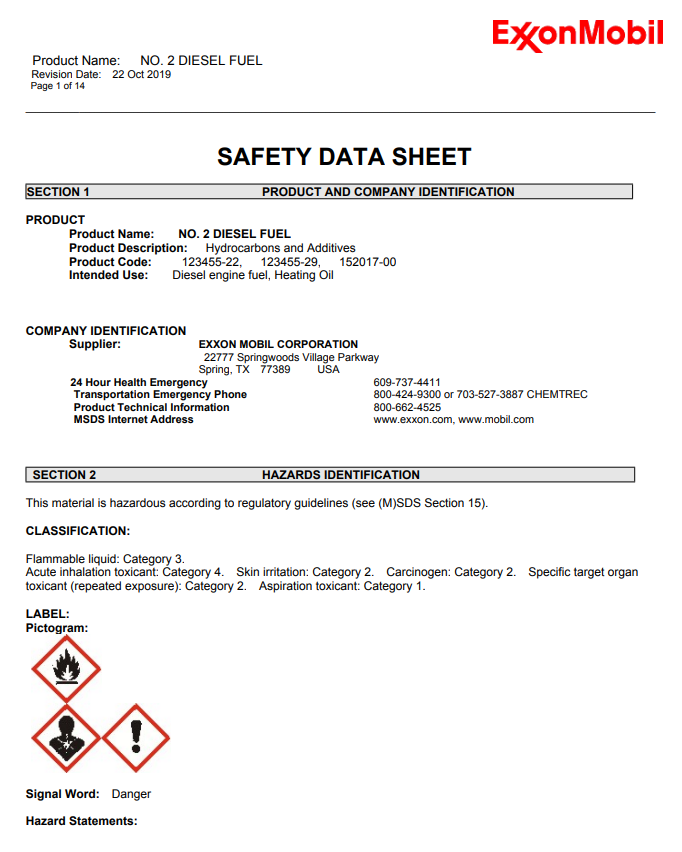 ExxonMobil
Product Name: NO. 2 DIESEL FUEL
Revision Date: 22 Oct 2019
Page 1 of 14
SAFETY DATA SHEET
SECTION 1 PRODUCT AND COMPANY IDENTIFICATION
PRODUCT
Product Name: NO. 2 DIESEL FUEL
Product Description: Hydrocarbons and Additives
Product Code: 123455-22, 123455-29, 152017-00
Intended Use: Diesel engine fuel, Heating Oil
COMPANY IDENTIFICATION
Supplier: EXXON MOBIL CORPORATION
22777 Springwoods Village Parkway
Spring, TX 77389 USA
24 Hour Health Emergency 609-737-4411
Transportation Emergency Phone 800-424-9300 or 703-527-3887 CHEMTREC
Product Technical Information 800-662-4525
MSDS Internet Address www.exxon.com, www.mobil.com
SECTION 2 HAZARDS IDENTIFICATION
This material is hazardous according to regulatory guidelines (see (M)SDS Section 15).
CLASSIFICATION:
Flammable liquid: Category 3.
Acute inhalation toxicant: Category 4. Skin irritation: Category 2. Carcinogen: Category 2. Specific target organ
toxicant (repeated exposure): Category 2. Aspiration toxicant: Category 1.
LABEL:
Pictogram:
Signal Word: Danger
Hazard Statements: